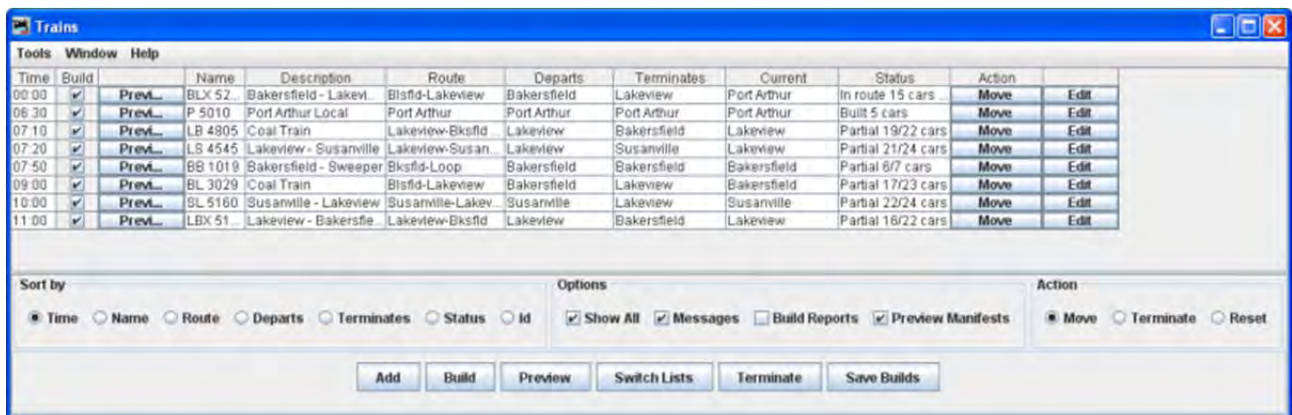 Trains
Tools Window Help
Time Build Name Description Route Departs Terminates Current Status Action
00:00 Previ... BLX 52... Bakersfield - Lakevi... Blsfld-Lakeview Bakersfield Lakeview Port Arthur In route 15 cars ... Move Edit
06:30 Previ... P 5010 Port Arthur Local Port Arthur Port Arthur Port Arthur Port Arthur Built 5 cars Move Edit
07:10 Previ... LB 4805 Coal Train Lakeview-Bksfld ... Lakeview Bakersfield Lakeview Partial 19/22 cars Move Edit
07:20 Previ... LS 4545 Lakeview - Susanville Lakeview-Susan... Lakeview Susanville Lakeview Partial 21/24 cars Move Edit
07:50 Previ... BB 1019 Bakersfield - Sweeper Bksfld-Loop Bakersfield Bakersfield Bakersfield Partial 6/7 cars Move Edit
09:00 Previ... BL 3029 Coal Train Blsfld-Lakeview Bakersfield Lakeview Bakersfield Partial 17/23 cars Move Edit
10:00 Previ... SL 5160 Susanville - Lakeview Susanville-Lakev... Susanville Lakeview Susanville Partial 22/24 cars Move Edit
11:00 Previ... LBX 51... Lakeview - Bakersfie... Lakeview-Bksfld Lakeview Bakersfield Lakeview Partial 16/22 cars Move Edit
Sort by Options Action
Time Name Route Departs Terminates Status Id Show All Messages Build Reports Preview Manifests Move Terminate Reset
Add Build Preview Switch Lists Terminate Save Builds